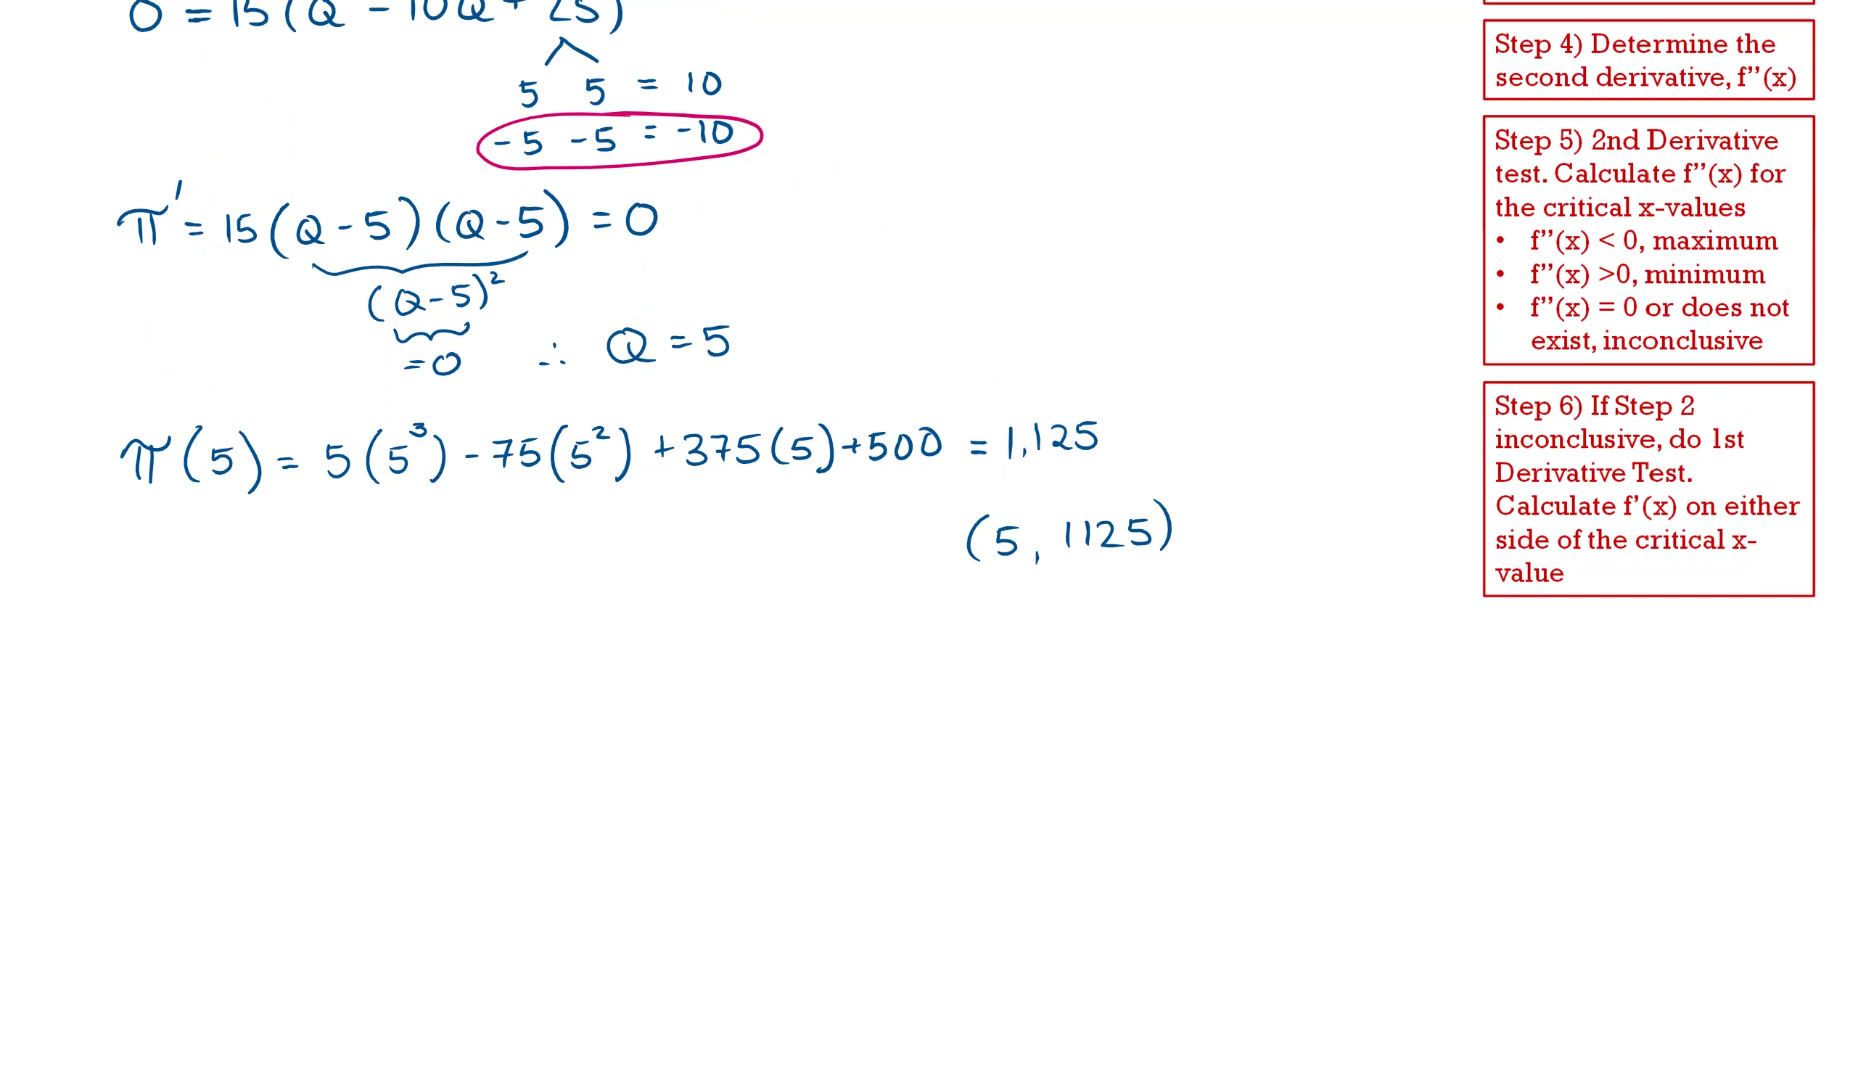 0 = 15(Q - 10Q + 25)
5 5 = 10
-5 -5 = -10
π' = 15(Q-5)(Q-5) = 0
(Q-5)²
=0 ∴ Q = 5
π(5) = 5(5³) - 75(5²) + 375(5) + 500 = 1,125
(5, 1125)
Step 4) Determine the
second derivative, f’’(x)
Step 5) 2nd Derivative
test. Calculate f’’(x) for
the critical x-values
• f’’(x) < 0, maximum
• f’’(x) >0, minimum
• f’’(x) = 0 or does not
exist, inconclusive
Step 6) If Step 2
inconclusive, do 1st
Derivative Test.
Calculate f’(x) on either
side of the critical x-
value